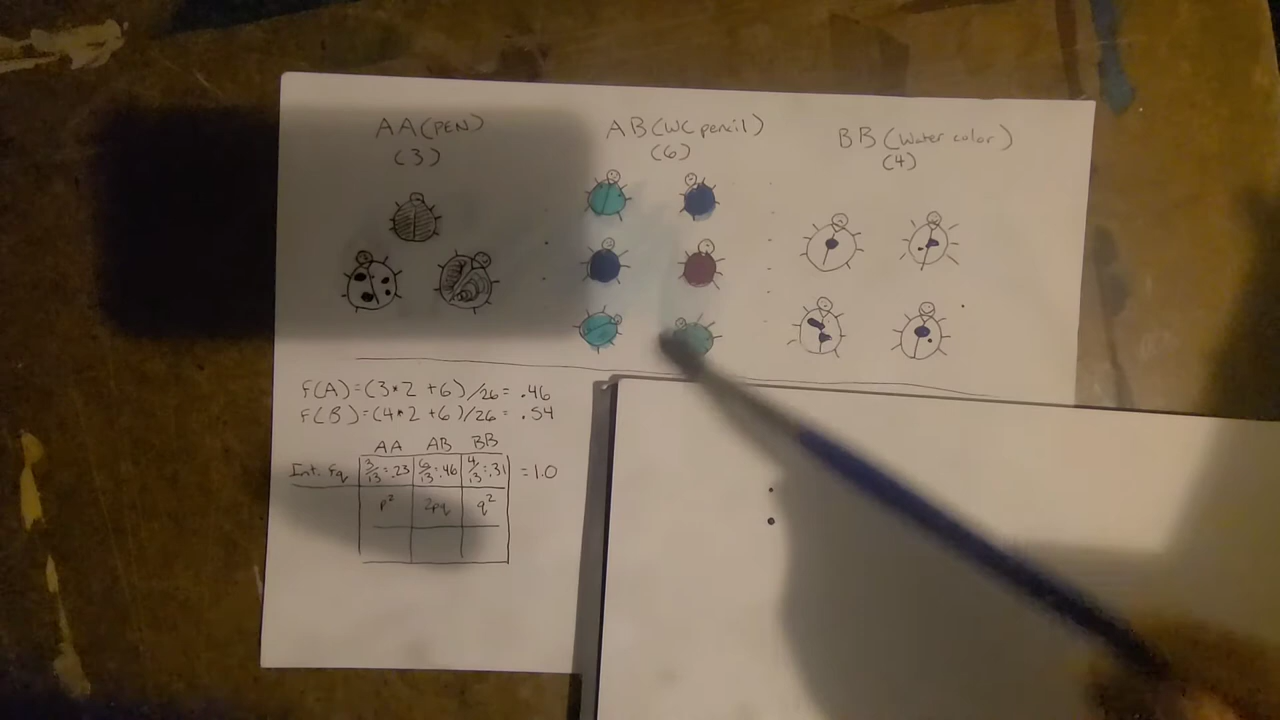 AA (PEN)
(3)
AB (WC pencil)
(6)
BB (Water color)
(4)
F(A)=(3*2 +6)/26= .46
F(B)=(4*2 +6)/26= .54
AA AB BB
Int. Fq 3/13=.23 6/13=.46 4/13=.31 =1.0
p² 2pq q²